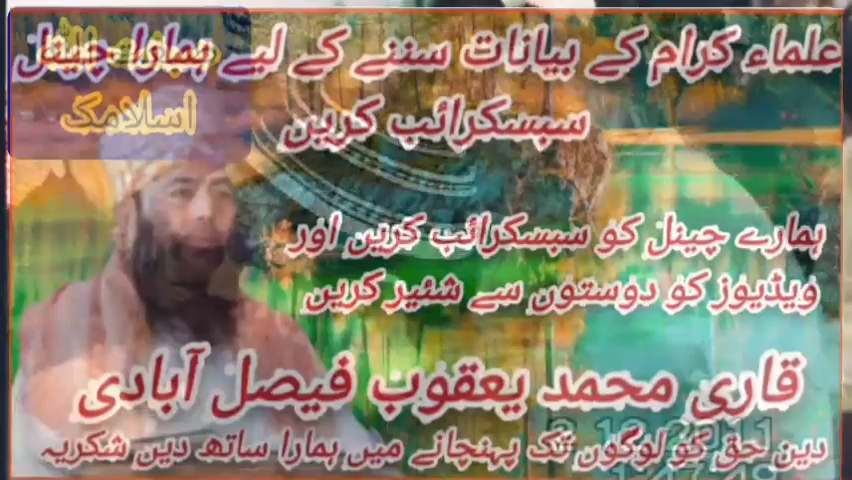 علماء کرام کے بیانات سننے کے لیے ہمارا چینل
سبسکرائب کریں
اسلامک
ہمارے چینل کو سبسکرائب کریں اور
ویڈیوز کو دوستوں سے شئیر کریں
قاری محمد یعقوب فیصل آبادی
دین حق کو لوگوں تک پہنچانے میں ہمارا ساتھ دیں شکریہ